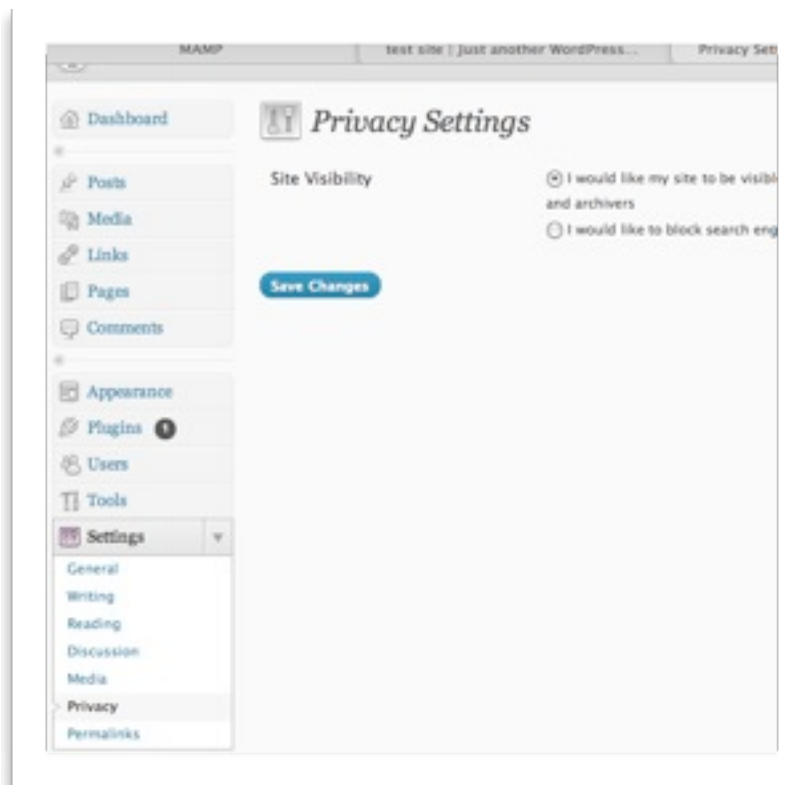 MAMP
test site | Just another WordPress...
Privacy Set
Dashboard
Privacy Settings
Posts
Site Visibility
I would like my site to be visibl
and archivers
Media
I would like to block search eng
Links
Pages
Save Changes
Comments
Appearance
Plugins 1
Users
Tools
Settings
General
Writing
Reading
Discussion
Media
Privacy
Permalinks